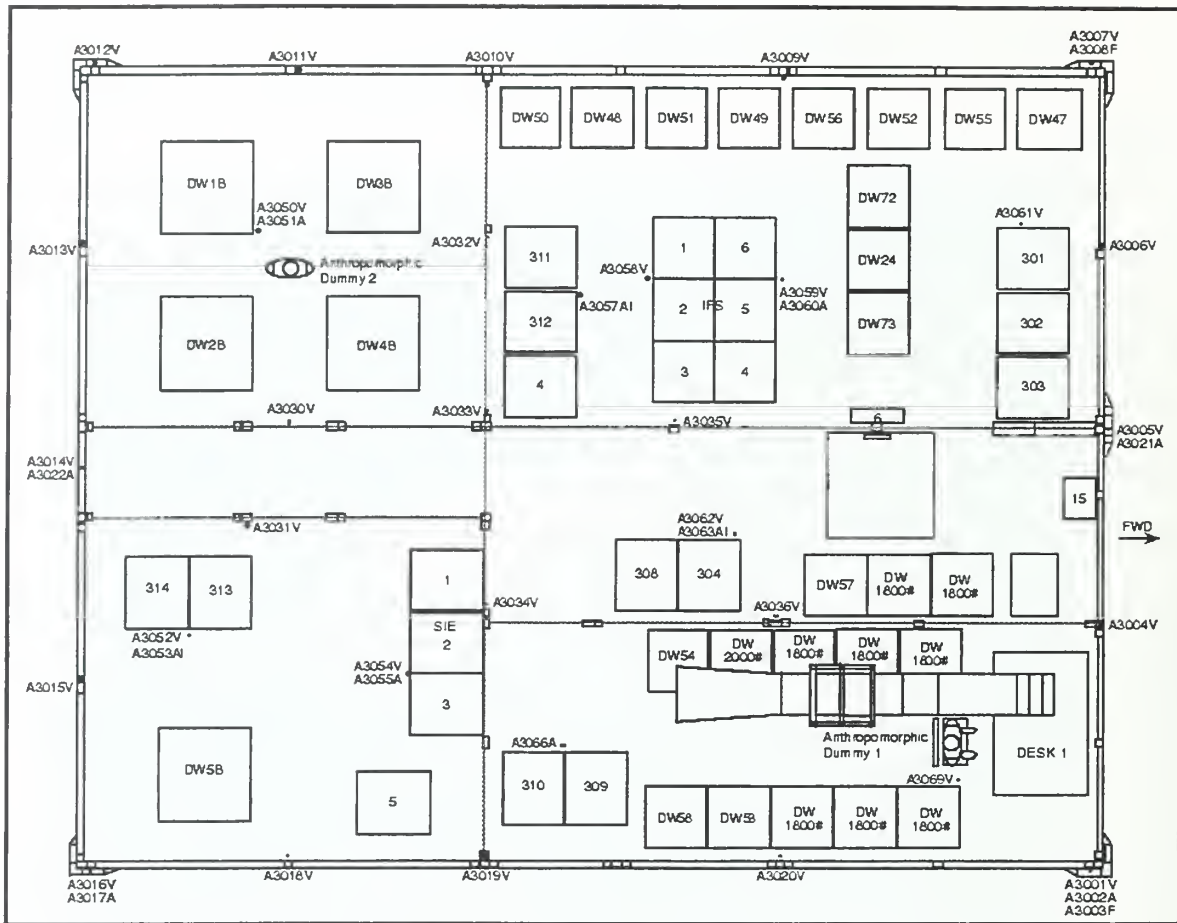 A3012V
A3011V
A3010V
A3009V
A3007V
A3008F
DW50
DW48
DW51
DW49
DW56
DW52
DW55
DW47
DW1B
DW3B
DW72
A3050V
A3051A
A3061V
A3032V
A3013V
311
1
6
301
A3006V
Anthropomorphic
Dummy 2
A3058V
DW24
A3057AI
A3059V
A3060A
312
2
IFS
5
302
DW2B
DW4B
DW73
4
3
4
303
A3030V
A3033V
A3035V
6
A3005V
A3021A
A3014V
A3022A
15
A3031V
A3062V
A3063AI
FWD
314
313
1
308
304
DW57
DW
1800#
DW
1800#
A3034V
A3036V
A3004V
SIE
2
A3052V
A3053AI
DW54
DW
2000#
DW
1800#
DW
1800#
DW
1800#
A3054V
A3055A
A3015V
3
Anthropomorphic
Dummy 1
DESK 1
A3066A
A3069V
DW5B
5
310
309
DW58
DW53
DW
1800#
DW
1800#
DW
1800#
A3016V
A3017A
A3018V
A3019V
A3020V
A3001V
A3002A
A3003F